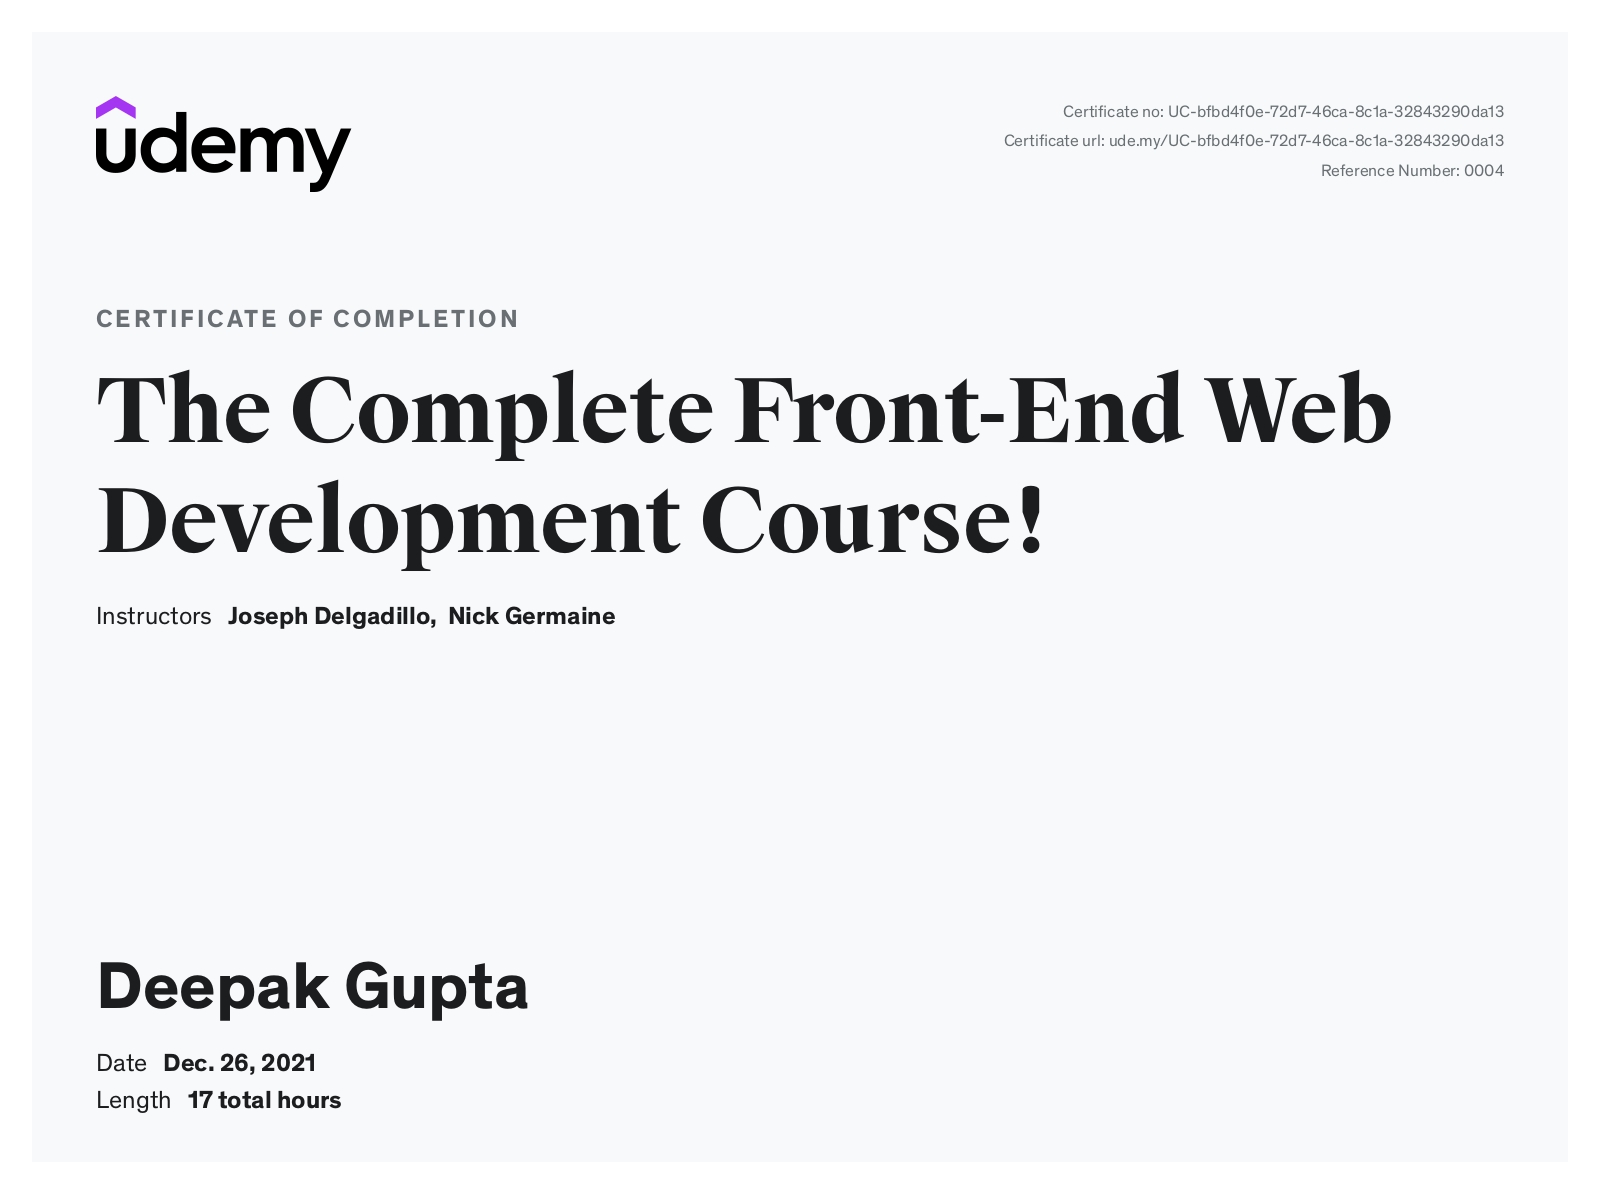 udemy
Certificate no: UC-bfbd4f0e-72d7-46ca-8c1a-32843290da13
Certificate url: ude.my/UC-bfbd4f0e-72d7-46ca-8c1a-32843290da13
Reference Number: 0004
CERTIFICATE OF COMPLETION
The Complete Front-End Web
Development Course!
Instructors Joseph Delgadillo, Nick Germaine
Deepak Gupta
Date Dec. 26, 2021
Length 17 total hours